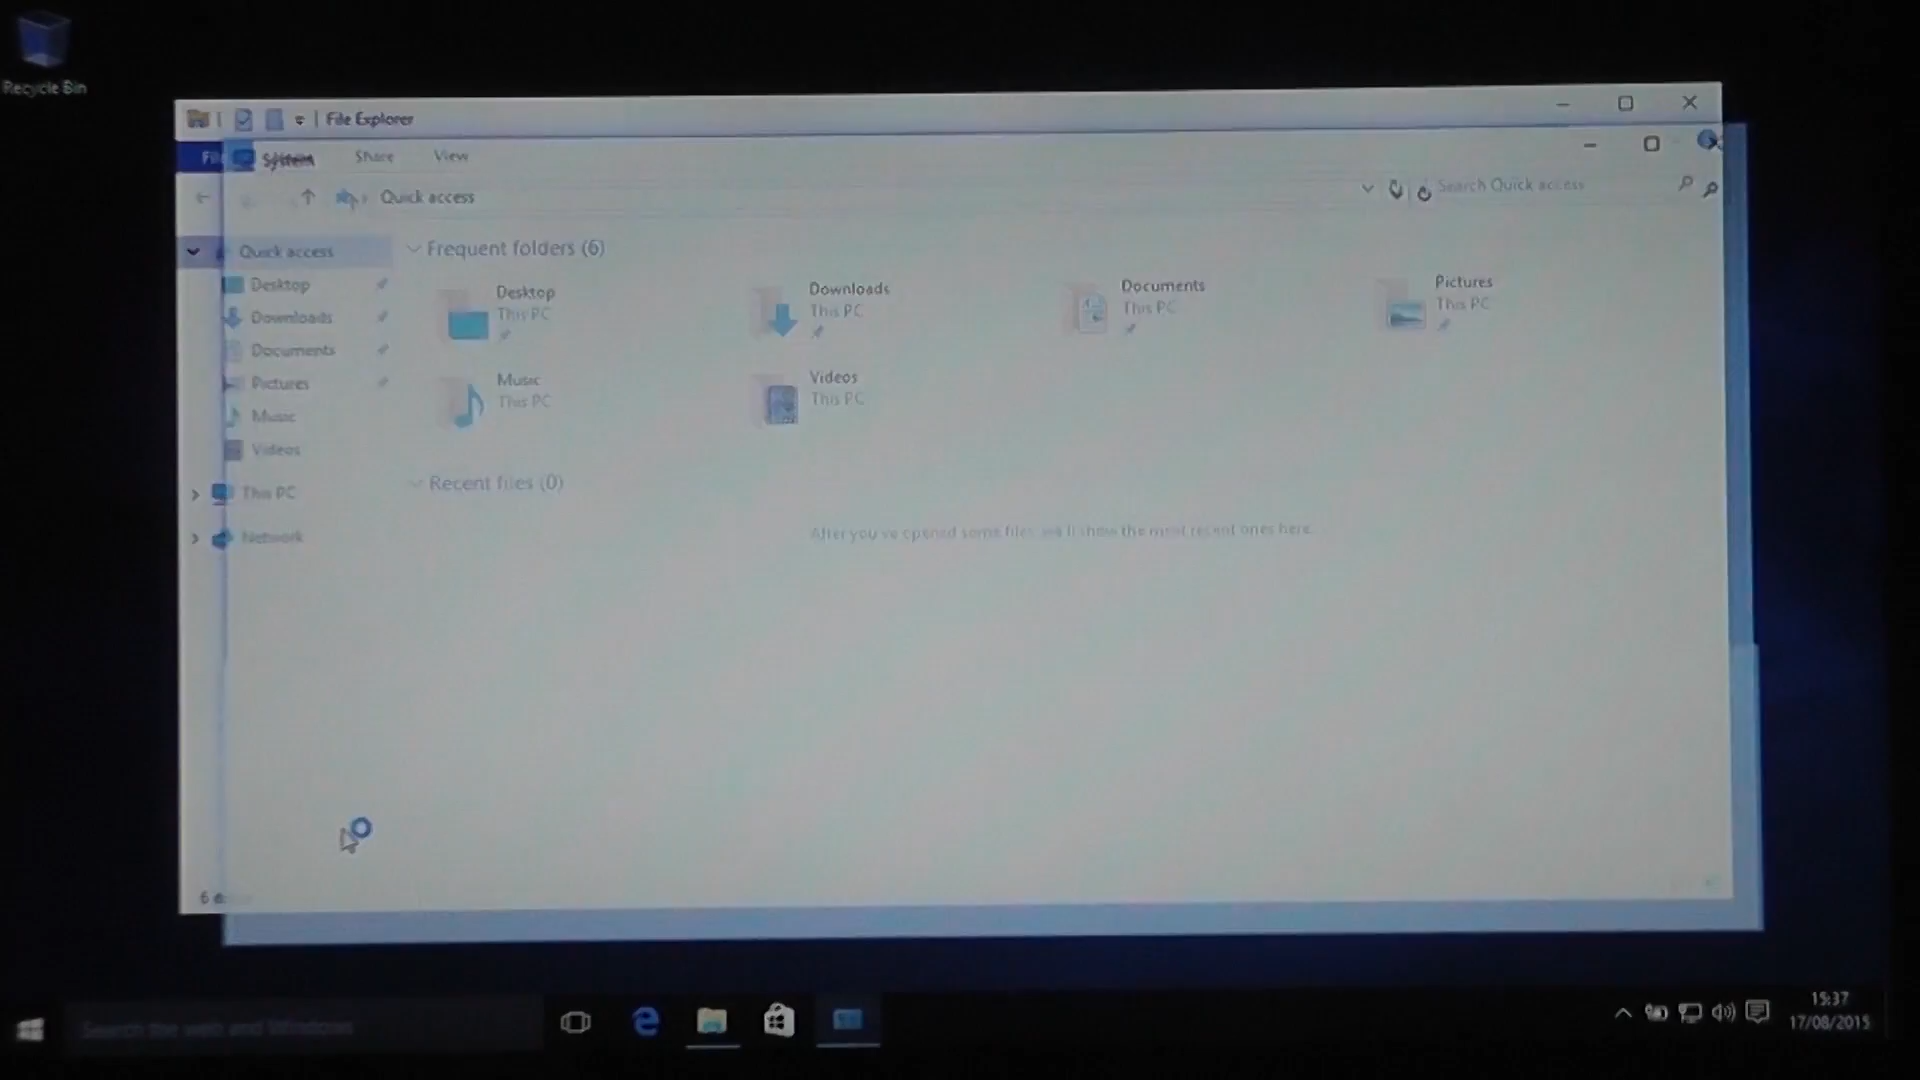 Recycle Bin
File Explorer
System
Share
View
Quick access
Search Quick access
Quick access
Desktop
Downloads
Documents
Pictures
Music
Videos
This PC
Network
Frequent folders (6)
Desktop
This PC
Downloads
This PC
Documents
This PC
Pictures
This PC
Music
This PC
Videos
This PC
Recent files (0)
After you've opened some files, we'll show the most recent ones here.
6
Search the web and Windows
15:37
17/08/2015